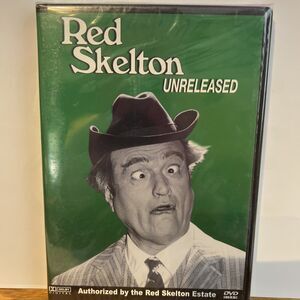 Red
Skelton
UNRELEASED
Authorized by the Red Skelton Estate
DVD